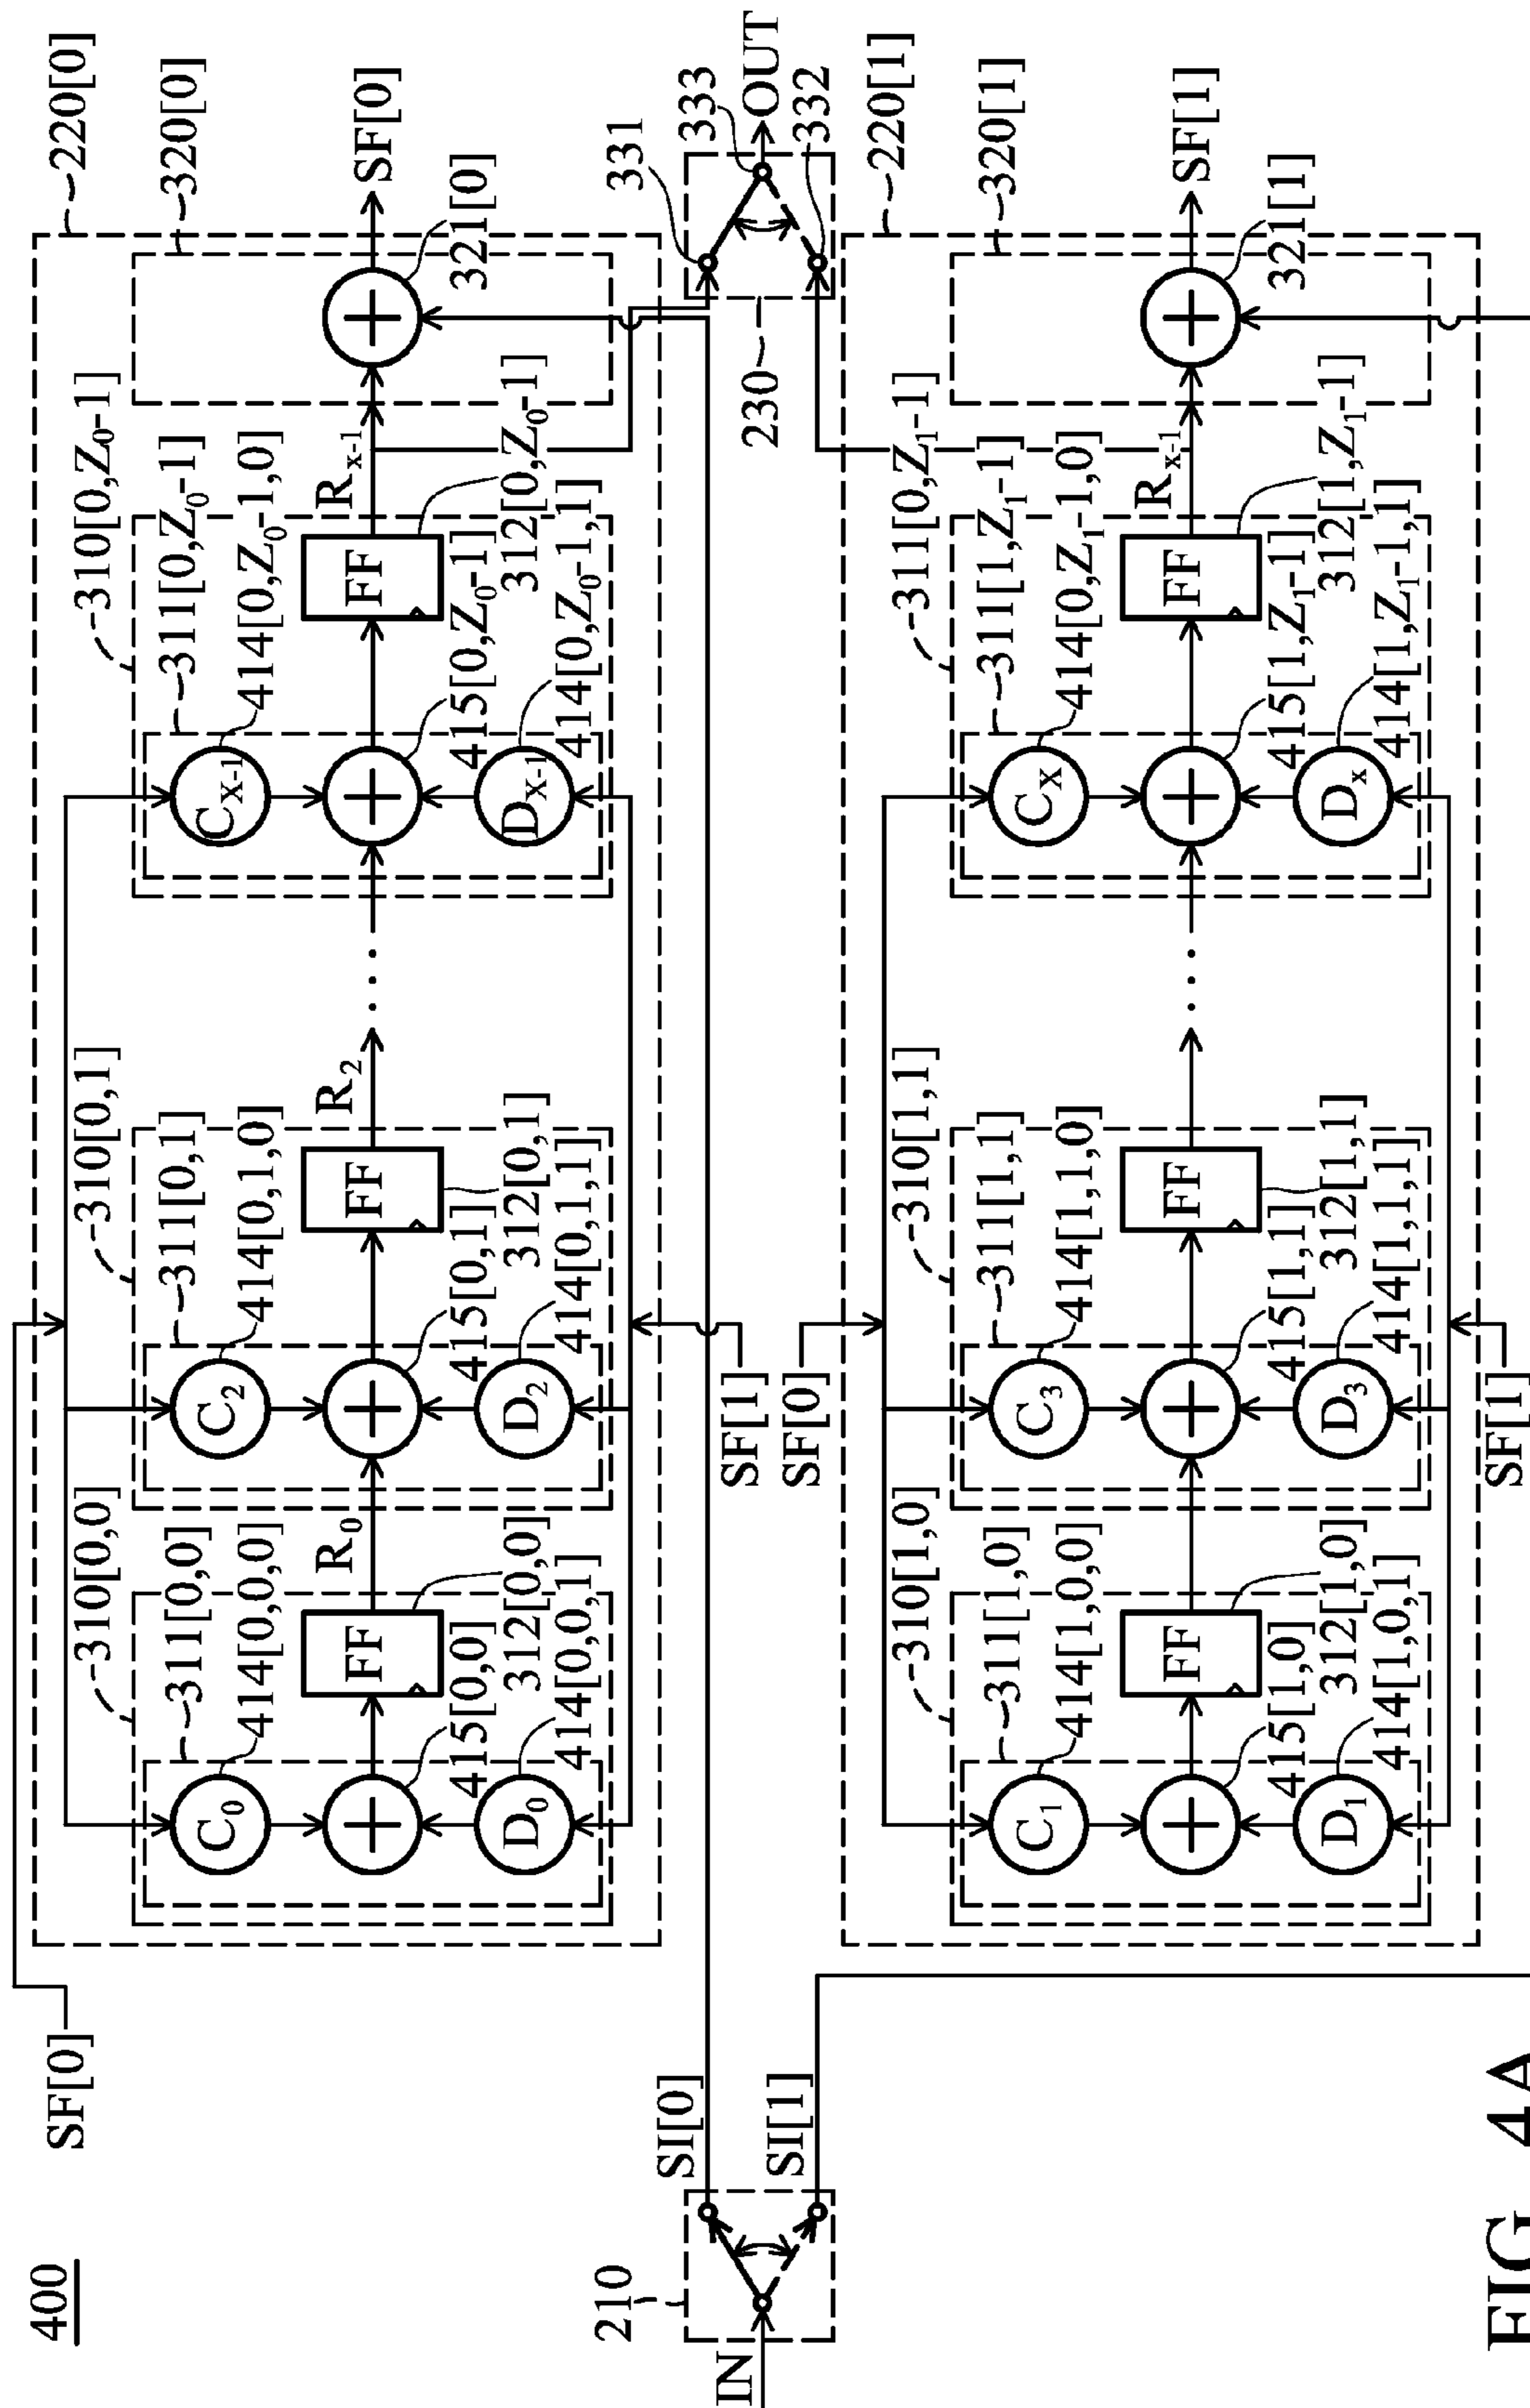 400
SF[0]
220[0]
310[0,0]
310[0,1]
310[0,Z₀-1]
320[0]
311[0,0]
311[0,1]
311[0,Z₀-1]
414[0,0,0]
414[0,1,0]
414[0,Z₀-1,0]
C₀
C₂
Cₓ₋₁
R₀
R₂
Rₓ₋₁
FF
FF
FF
SF[0]
415[0,0]
415[0,1]
415[0,Z₀-1]
321[0]
312[0,0]
312[0,1]
312[0,Z₀-1]
D₀
D₂
Dₓ₋₁
414[0,0,1]
414[0,1,1]
414[0,Z₀-1,1]
210
IN
SI[0]
SI[1]
SF[1]
SF[0]
230
331
333
OUT
332
220[1]
310[1,0]
310[1,1]
311[0,Z₁-1]
320[1]
311[1,0]
311[1,1]
311[1,Z₁-1]
414[1,0,0]
414[1,1,0]
414[0,Z₁-1,0]
C₁
C₃
Cₓ
Rₓ₋₁
FF
FF
FF
SF[1]
415[1,0]
415[1,1]
415[1,Z₁-1]
321[1]
312[1,0]
312[1,1]
312[1,Z₁-1]
D₁
D₃
Dₓ
414[1,0,1]
414[1,1,1]
414[1,Z₁-1,1]
SF[1]
FIG. 4A